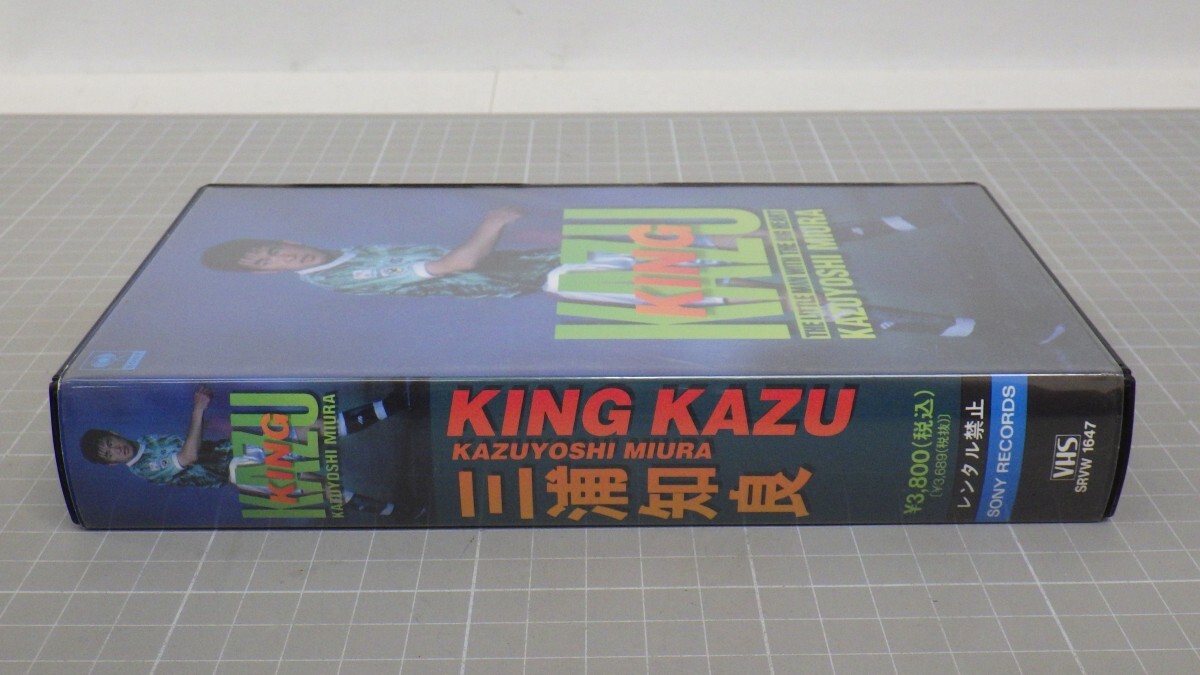 KAZU
KING
THE LITTLE MAN WITH THE BIG HEART
KAZUYOSHI MIURA
KAZU
KING
KAZUYOSHI MIURA
KING KAZU
KAZUYOSHI MIURA
三浦知良
¥3,800(税込)
(¥3,689(税抜))
レンタル禁止
SONY RECORDS
VHS
SRVW 1647